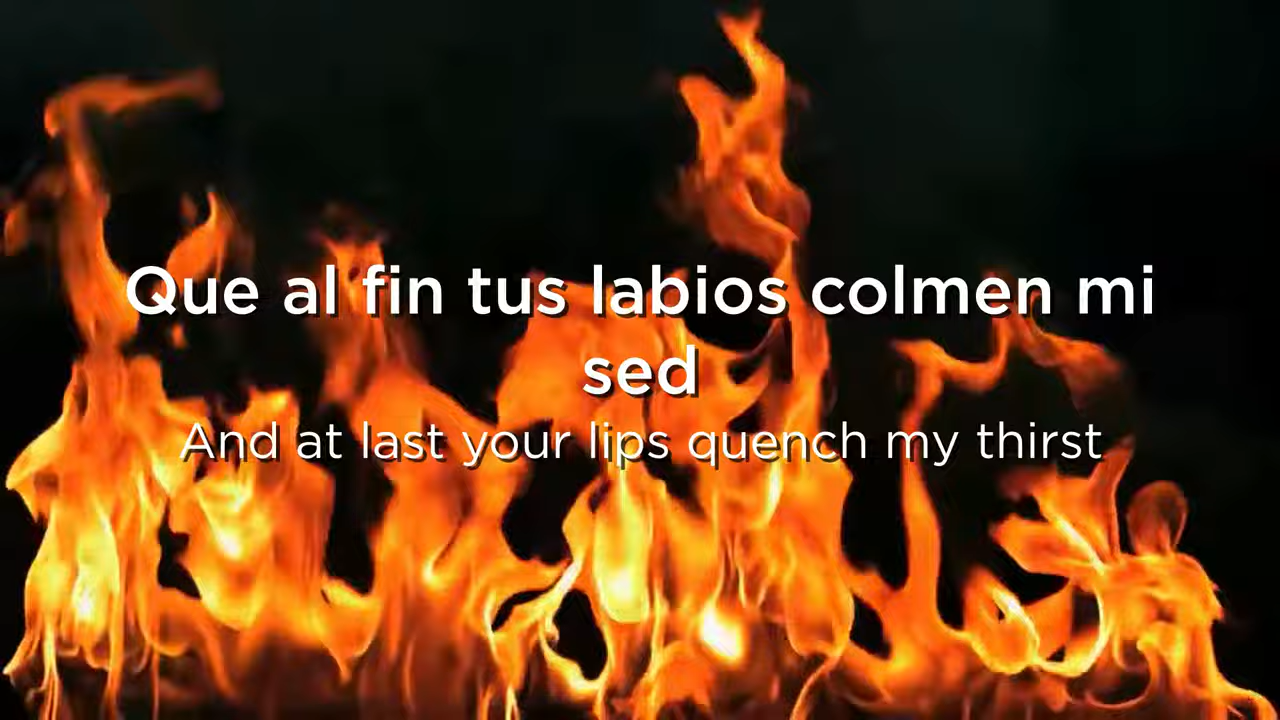 Que al fin tus labios colmen mi
sed
And at last your lips quench my thirst